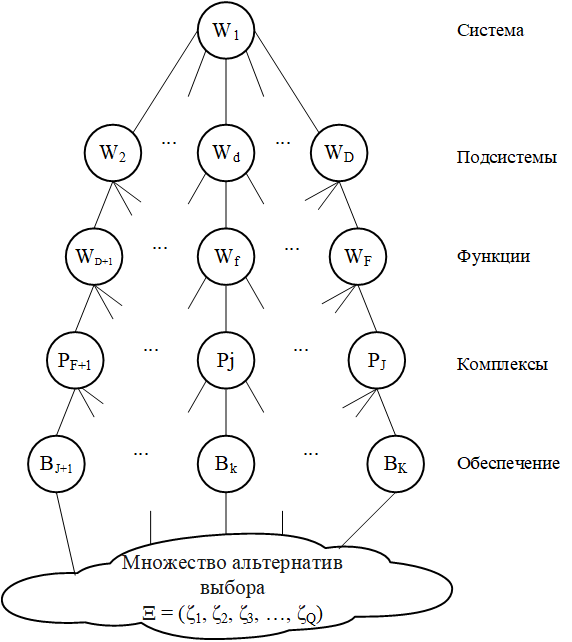 W1 Система
... ...
W2 Wd WD Подсистемы
... ...
WD+1 Wf WF Функции
... ...
PF+1 Pj PJ Комплексы
... ...
BJ+1 Bk BK Обеспечение
Множество альтернатив
выбора
Ξ = (ζ1, ζ2, ζ3, …, ζQ)